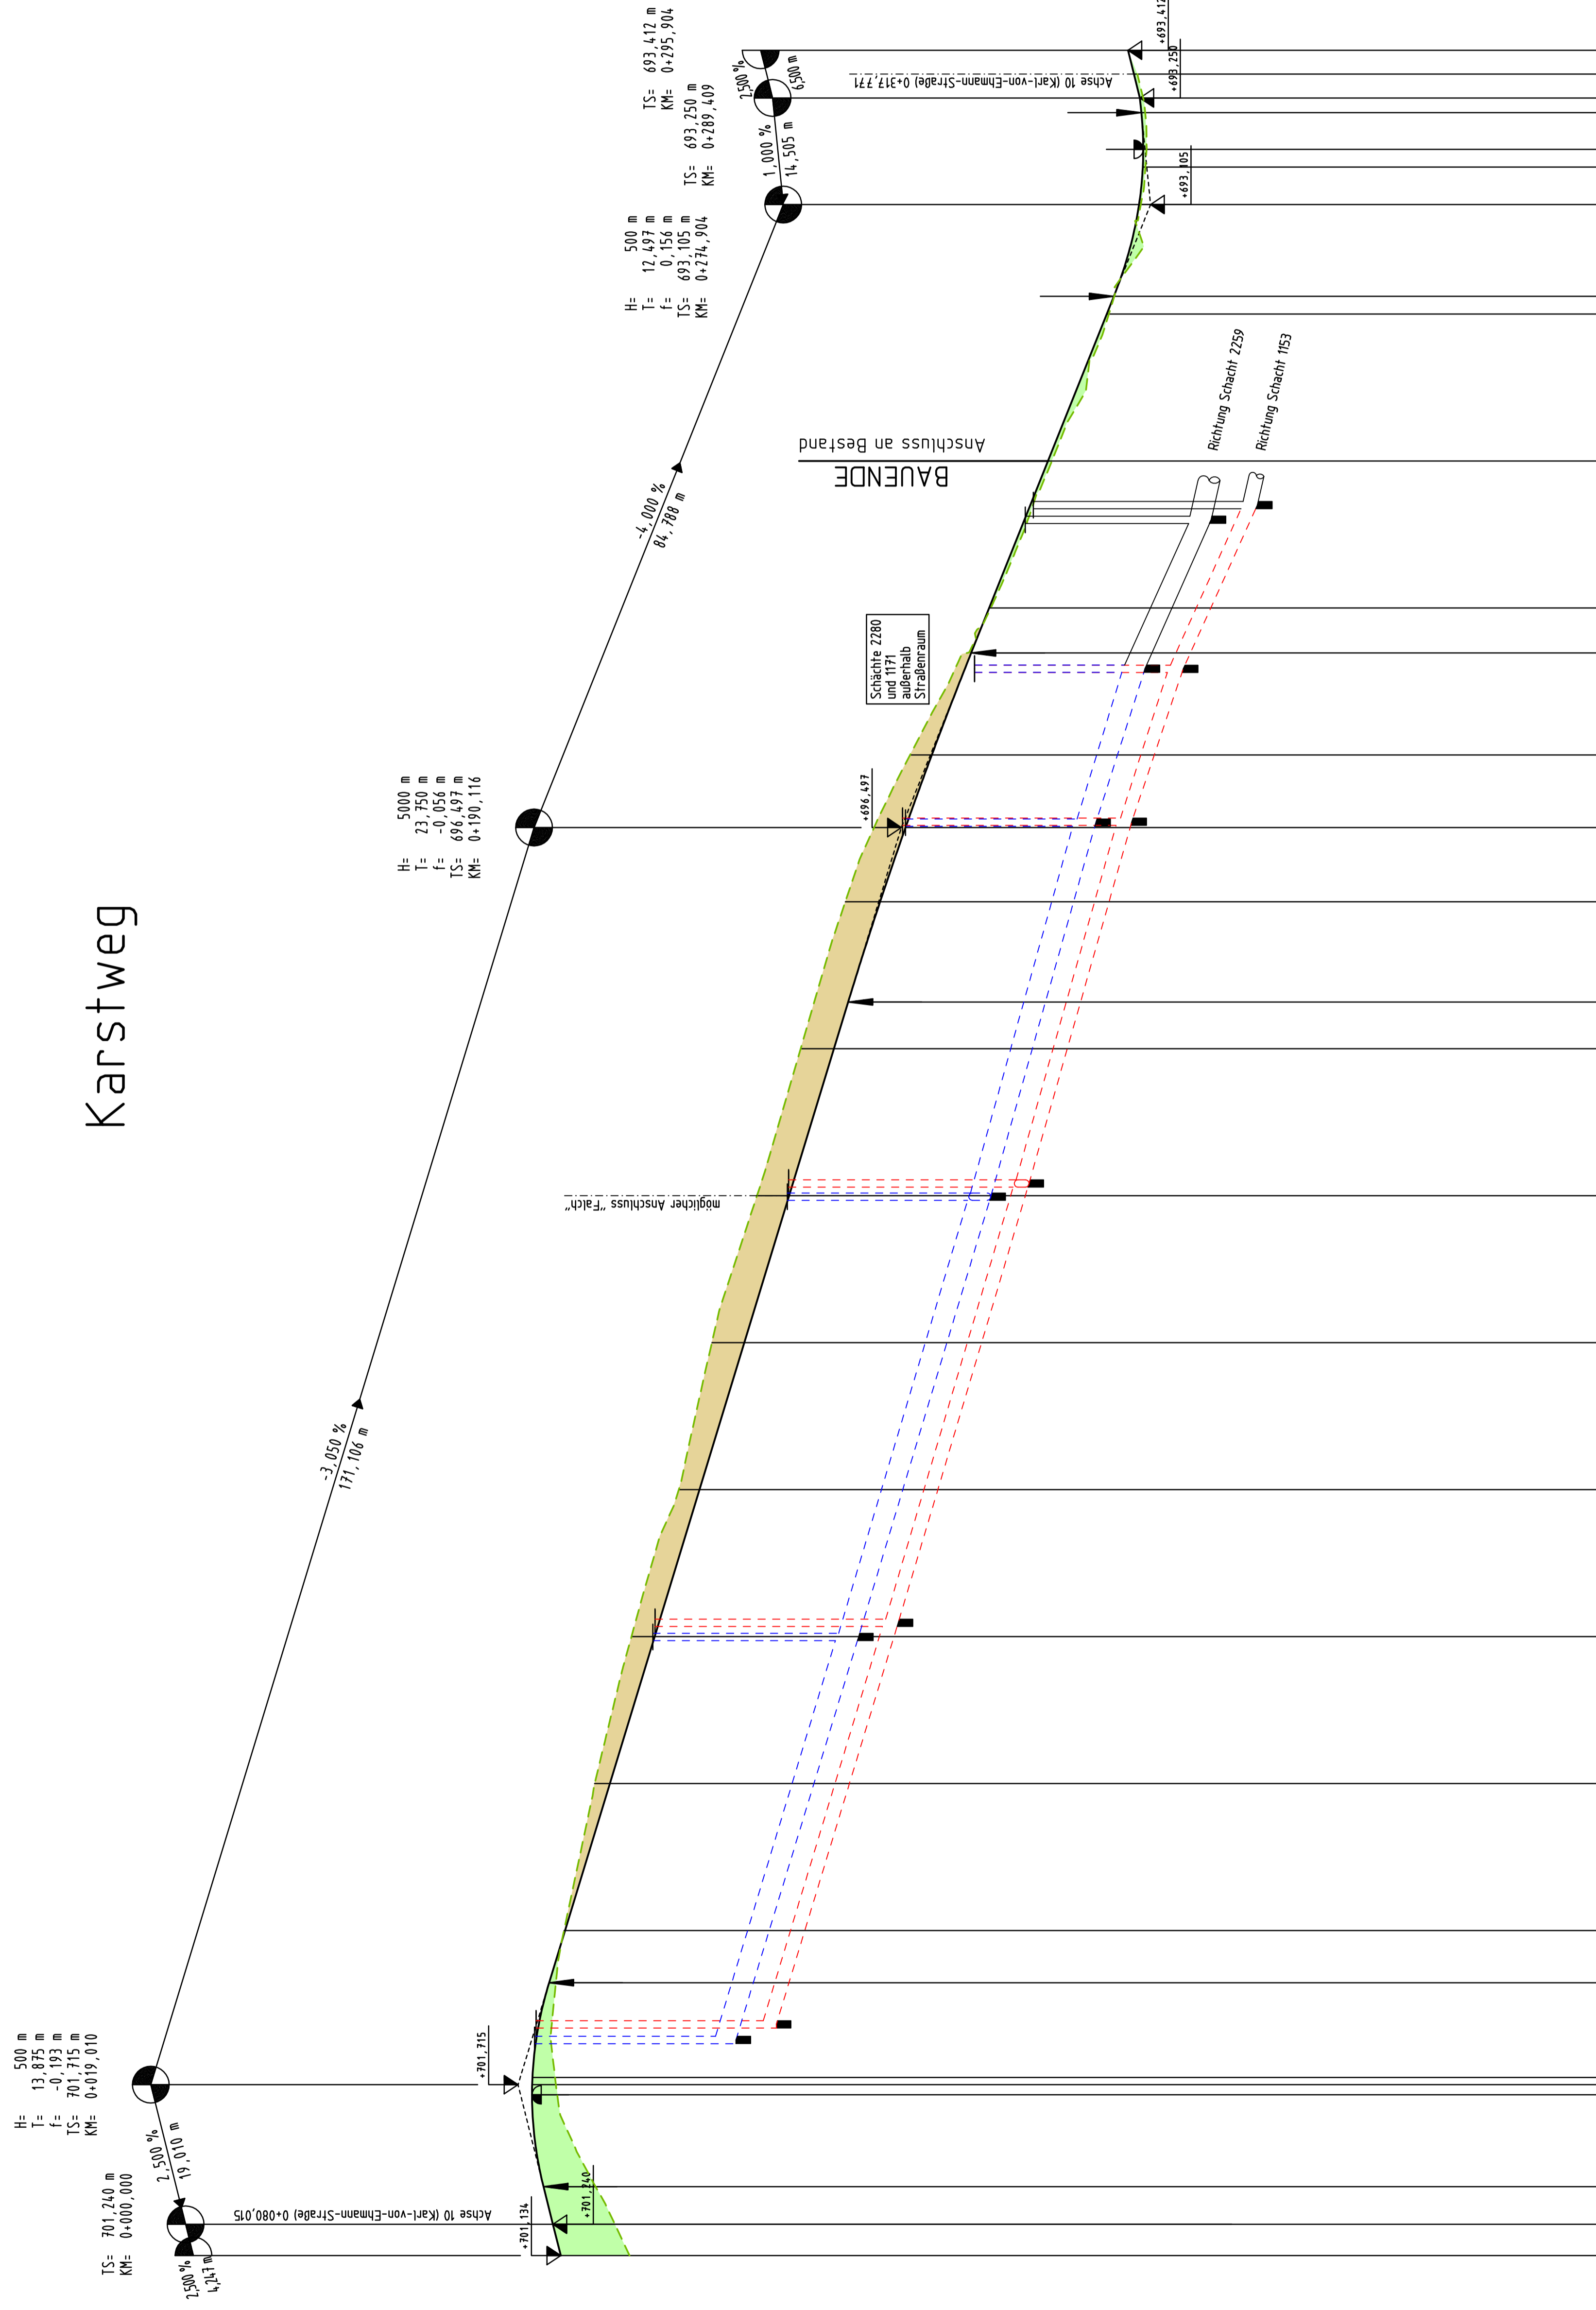 Karstweg
H= 500 m
T= 13,875 m
f= -0,193 m
TS= 701,715 m
KM= 0+019,010
TS= 701,240 m
KM= 0+000,000
2,500 %
4,247 m
2,500 %
19,010 m
-3,050 %
171,106 m
H= 5000 m
T= 23,750 m
f= -0,056 m
TS= 696,497 m
KM= 0+190,116
-4,000 %
84,788 m
H= 500 m
T= 12,497 m
f= 0,156 m
TS= 693,105 m
KM= 0+274,904
1,000 %
14,505 m
TS= 693,250 m
KM= 0+289,409
2,500 %
6,500 m
TS= 693,412 m
KM= 0+295,904
Achse 10 (Karl-von-Ehmann-Straße) 0+080,015
+701,134
+701,240
+701,715
möglicher Anschluss "Falch"
+696,497
Schächte 2280
und 1171
außerhalb
Straßenraum
BAUENDE
Anschluss an Bestand
Richtung Schacht 2259
Richtung Schacht 1153
+693,105
+693,250
+693,412
Achse 10 (Karl-von-Ehmann-Straße) 0+317,771